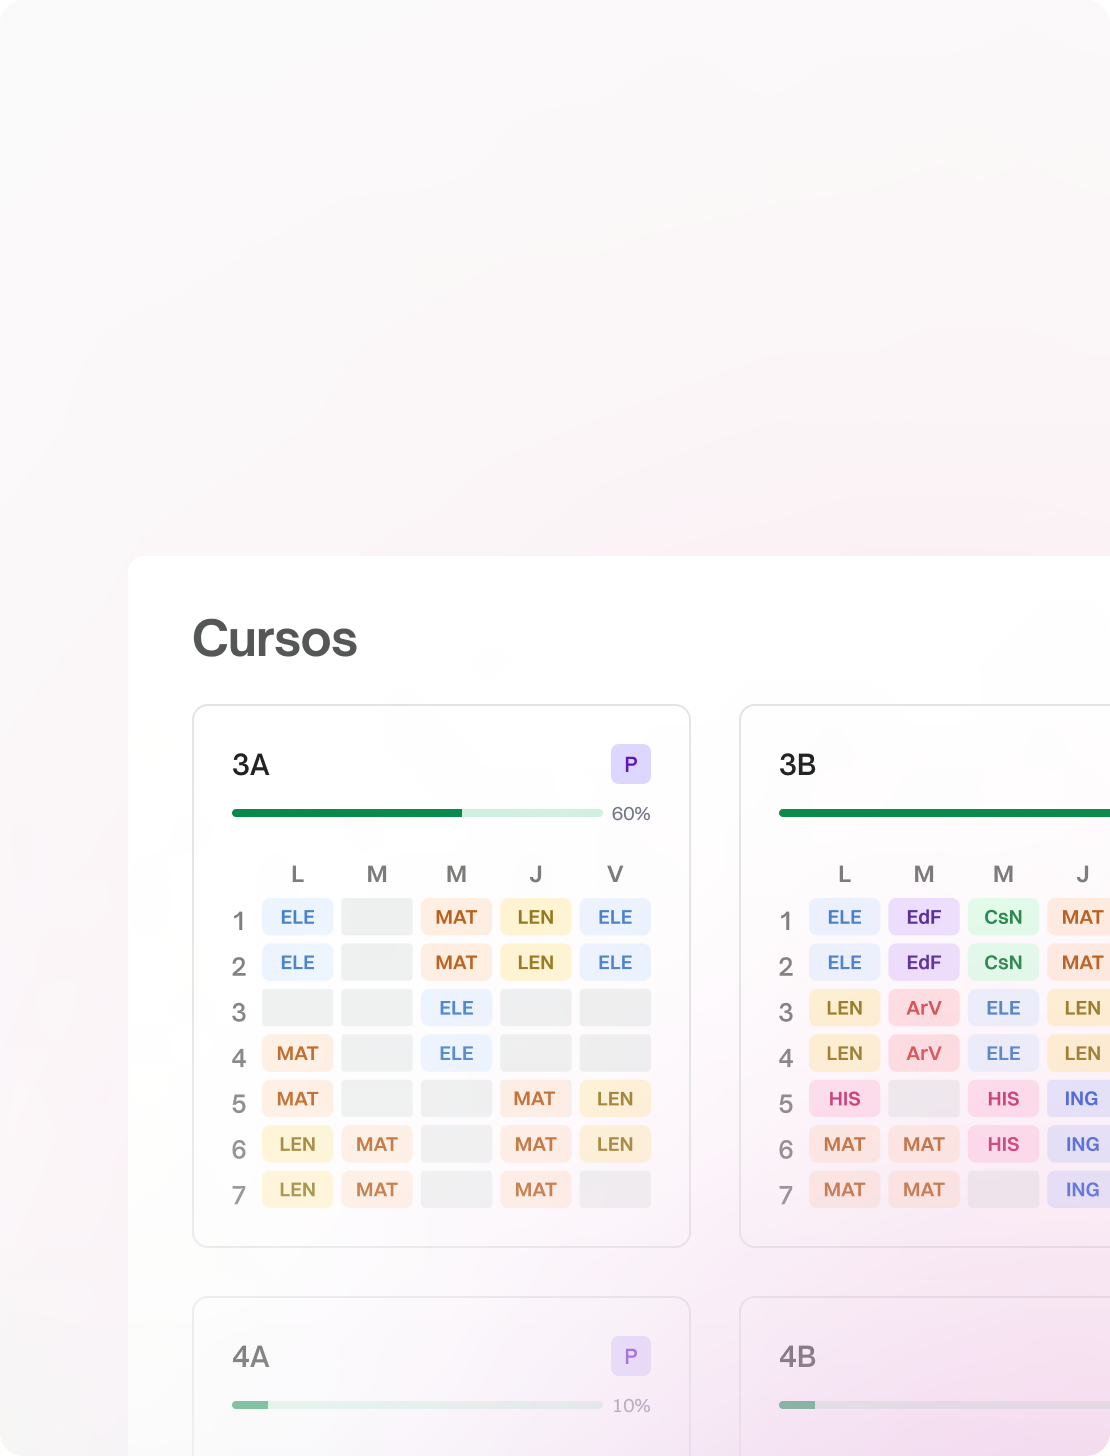 Cursos
3A P
60%
L M M J V
1 ELE MAT LEN ELE
2 ELE MAT LEN ELE
3 ELE
4 MAT ELE
5 MAT MAT LEN
6 LEN MAT MAT LEN
7 LEN MAT MAT
3B
L M M J
1 ELE EdF CsN MAT
2 ELE EdF CsN MAT
3 LEN ArV ELE LEN
4 LEN ArV ELE LEN
5 HIS HIS ING
6 MAT MAT HIS ING
7 MAT MAT ING
4A P
10%
4B